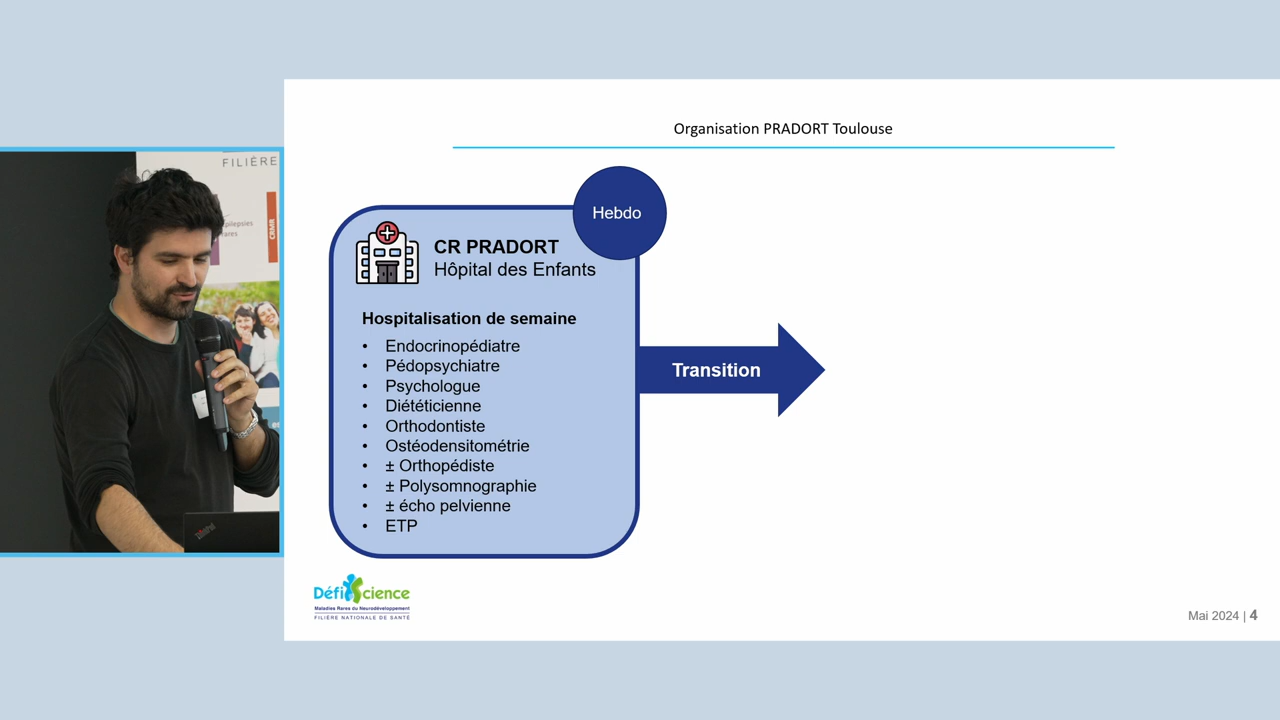 FILIÈRE
CRMR
Organisation PRADORT Toulouse
Hebdo
CR PRADORT
Hôpital des Enfants
Hospitalisation de semaine
• Endocrinopédiatre
• Pédopsychiatre
• Psychologue
• Diététicienne
• Orthodontiste
• Ostéodensitométrie
• ± Orthopédiste
• ± Polysomnographie
• ± écho pelvienne
• ETP
Transition
DéfiScience
Maladies Rares du Neurodéveloppement
FILIÈRE NATIONALE DE SANTÉ
Mai 2024 | 4